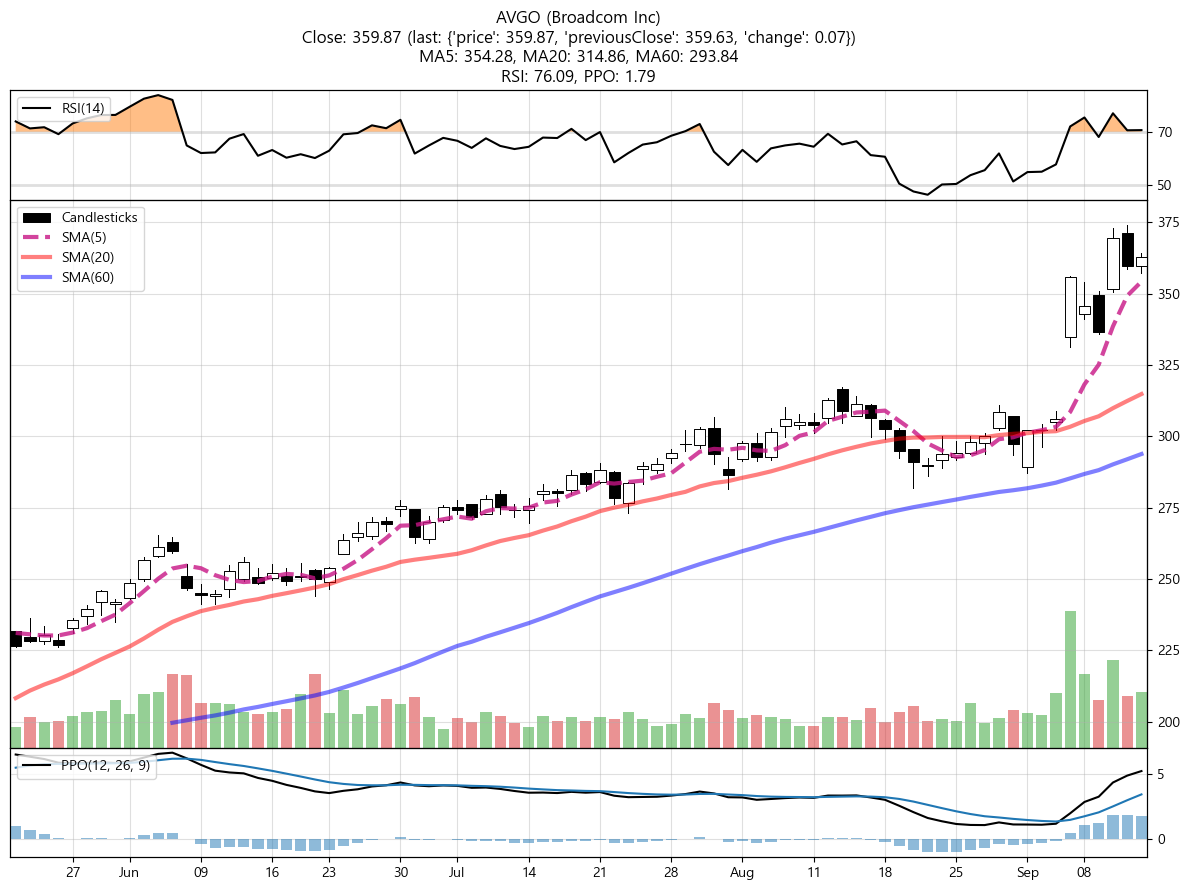 AVGO (Broadcom Inc)
Close: 359.87 (last: {'price': 359.87, 'previousClose': 359.63, 'change': 0.07})
MA5: 354.28, MA20: 314.86, MA60: 293.84
RSI: 76.09, PPO: 1.79
RSI(14)
70
50
Candlesticks
SMA(5)
SMA(20)
SMA(60)
375
350
325
300
275
250
225
200
PPO(12, 26, 9)
5
0
27 Jun 09 16 23 30 Jul 14 21 28 Aug 11 18 25 Sep 08